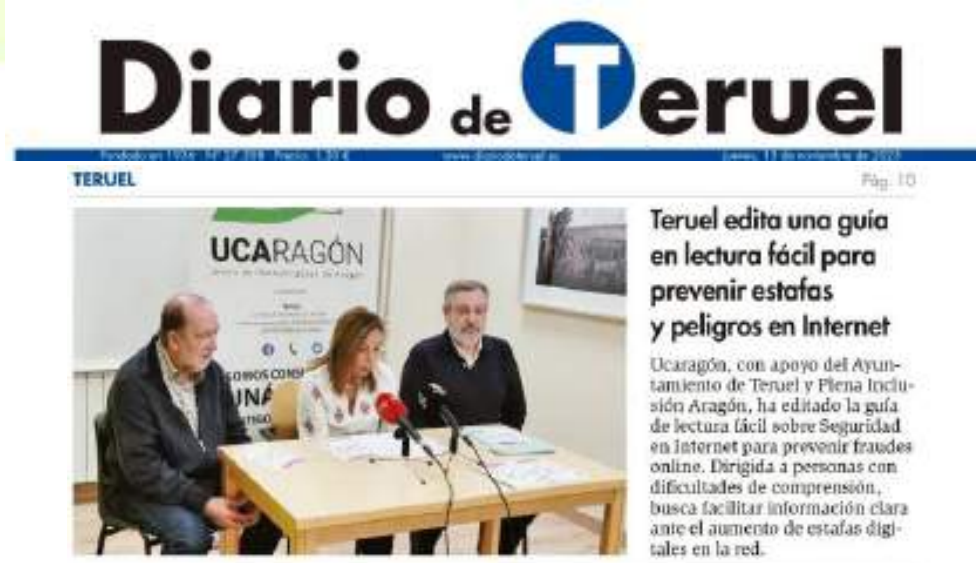 Diario de Teruel
TERUEL
Pág. 10
UCARAGÓN
Teruel edita una guía
en lectura fácil para
prevenir estafas
y peligros en Internet
Ucaragón, con apoyo del Ayun-
tamiento de Teruel y Plena Inclu-
sión Aragón, ha editado la guía
de lectura fácil sobre Seguridad
en Internet para prevenir fraudes
online. Dirigida a personas con
dificultades de comprensión,
busca facilitar información clara
ante el aumento de estafas digi-
tales en la red.